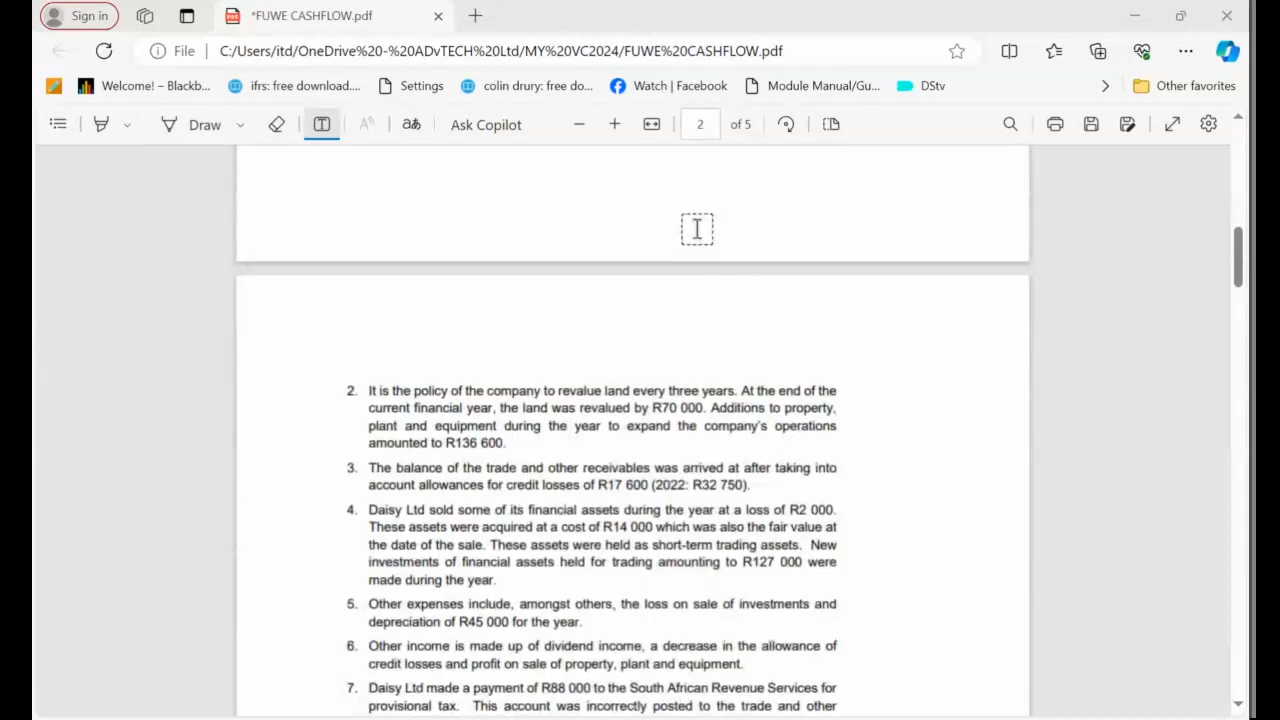 Sign in
*FUWE CASHFLOW.pdf
File
C:/Users/itd/OneDrive%20-%20ADvTECH%20Ltd/MY%20VC2024/FUWE%20CASHFLOW.pdf
Welcome! – Blackb...
ifrs: free download....
Settings
colin drury: free do...
Watch | Facebook
Module Manual/Gu...
DStv
Other favorites
Draw
Ask Copilot
2 of 5
2. It is the policy of the company to revalue land every three years. At the end of the
current financial year, the land was revalued by R70 000. Additions to property,
plant and equipment during the year to expand the company's operations
amounted to R136 600.
3. The balance of the trade and other receivables was arrived at after taking into
account allowances for credit losses of R17 600 (2022: R32 750).
4. Daisy Ltd sold some of its financial assets during the year at a loss of R2 000.
These assets were acquired at a cost of R14 000 which was also the fair value at
the date of the sale. These assets were held as short-term trading assets. New
investments of financial assets held for trading amounting to R127 000 were
made during the year.
5. Other expenses include, amongst others, the loss on sale of investments and
depreciation of R45 000 for the year.
6. Other income is made up of dividend income, a decrease in the allowance of
credit losses and profit on sale of property, plant and equipment.
7. Daisy Ltd made a payment of R88 000 to the South African Revenue Services for
provisional tax. This account was incorrectly posted to the trade and other